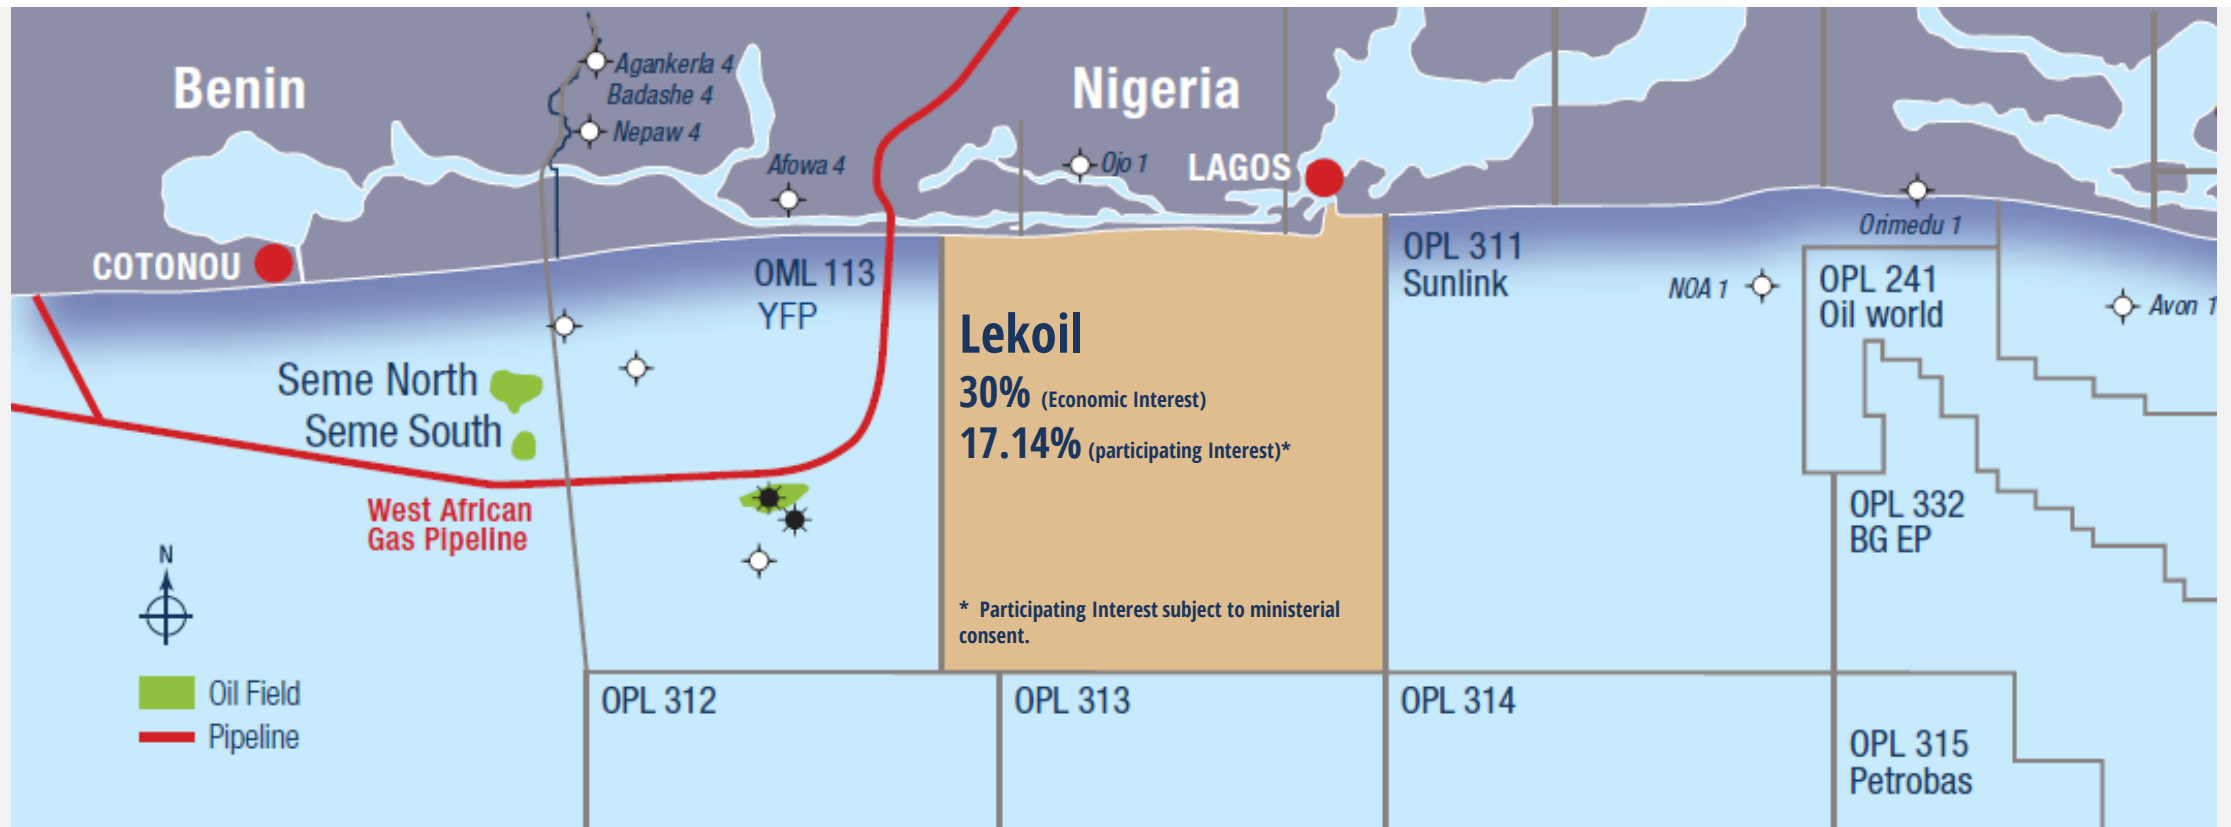 Benin
Agankerla 4
Badashe 4
Nepaw 4
Afowa 4
Nigeria
Ojo 1
LAGOS
COTONOU
OML 113
YFP
OPL 311
Sunlink
Orimedu 1
NOA 1
OPL 241
Oil world
Avon 1
Lekoil
30% (Economic Interest)
17.14% (participating Interest)*
Seme North
Seme South
West African
Gas Pipeline
OPL 332
BG EP
N
* Participating Interest subject to ministerial
consent.
Oil Field
Pipeline
OPL 312
OPL 313
OPL 314
OPL 315
Petrobas